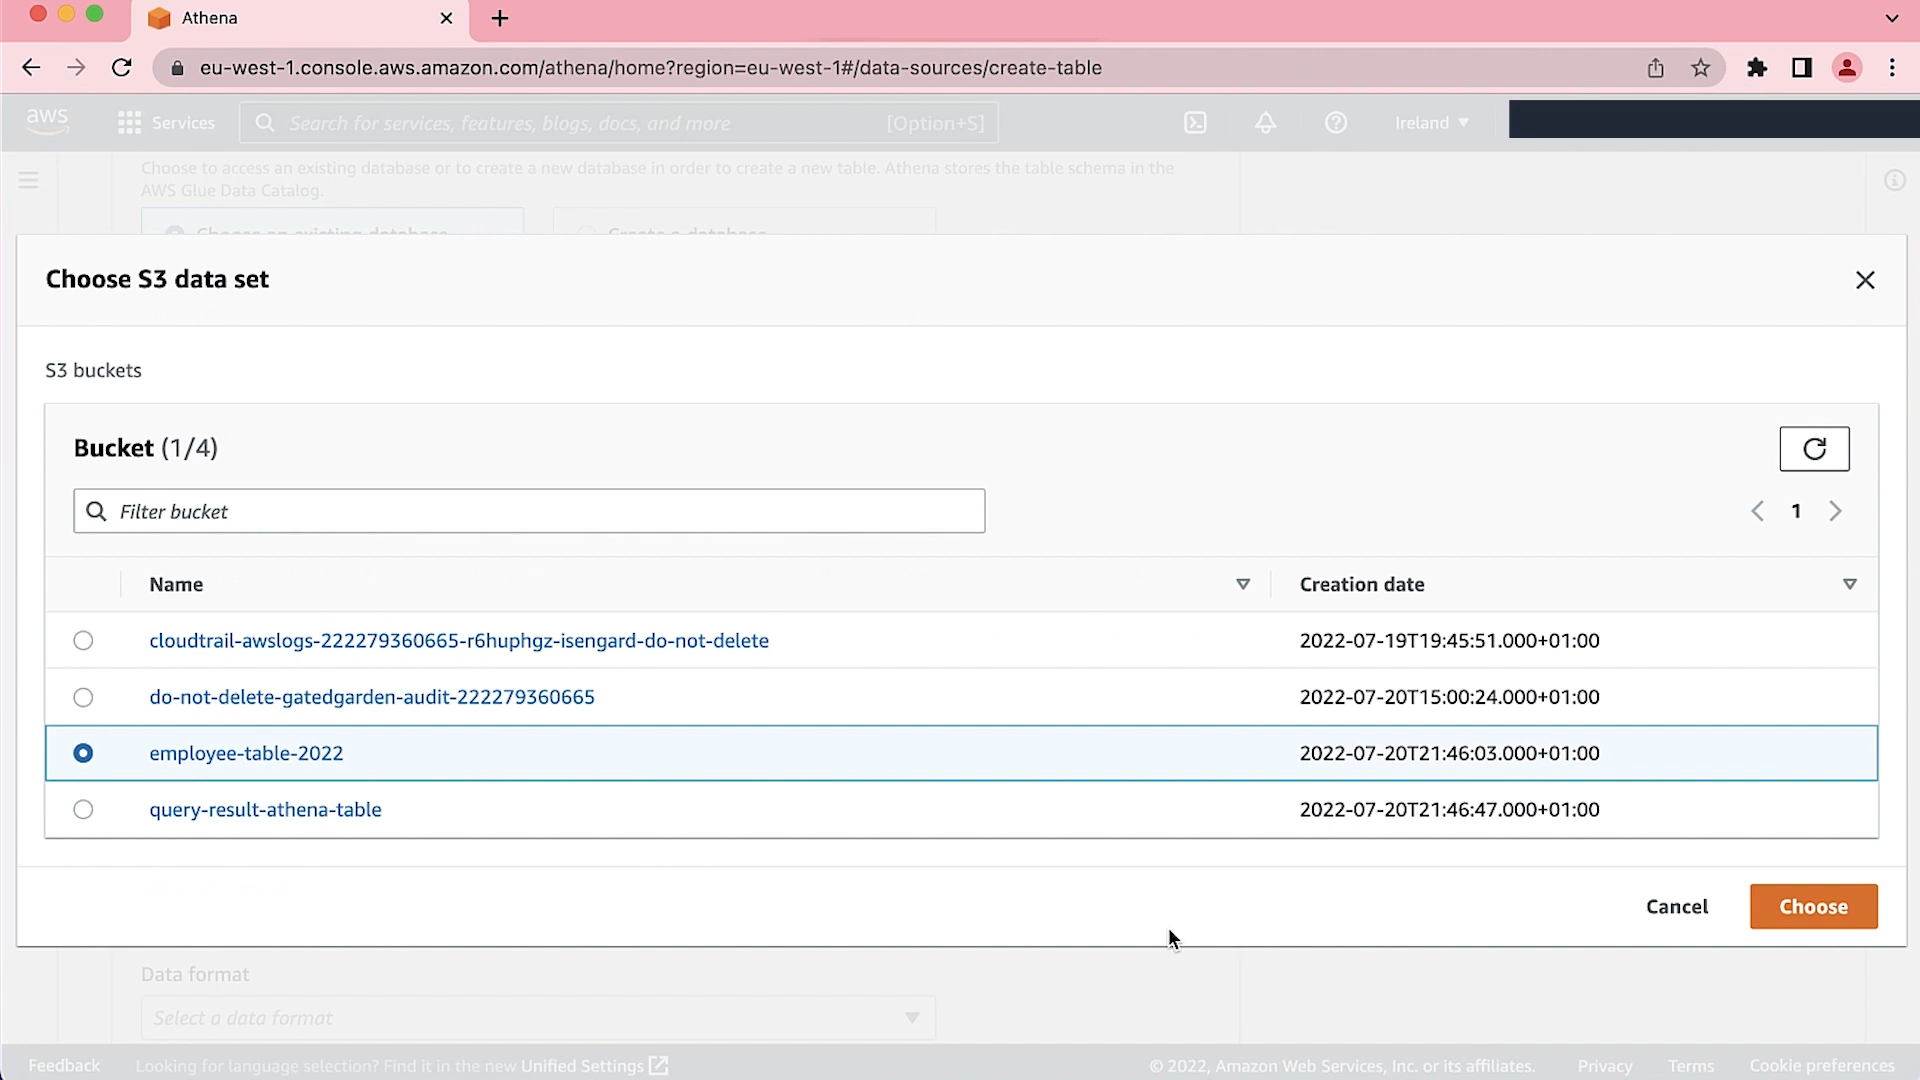 Athena
eu-west-1.console.aws.amazon.com/athena/home?region=eu-west-1#/data-sources/create-table
aws
Services
Search for services, features, blogs, docs, and more
[Option+S]
Ireland
Choose to access an existing database or to create a new database in order to create a new table. Athena stores the table schema in the
AWS Glue Data Catalog.
Choose an existing database
Create a database
Choose S3 data set
S3 buckets
Bucket (1/4)
Filter bucket
1
Name
Creation date
cloudtrail-awslogs-222279360665-r6huphgz-isengard-do-not-delete
2022-07-19T19:45:51.000+01:00
do-not-delete-gatedgarden-audit-222279360665
2022-07-20T15:00:24.000+01:00
employee-table-2022
2022-07-20T21:46:03.000+01:00
query-result-athena-table
2022-07-20T21:46:47.000+01:00
Cancel
Choose
Data format
Select a data format
Feedback
Looking for language selection? Find it in the new Unified Settings
© 2022, Amazon Web Services, Inc. or its affiliates.
Privacy
Terms
Cookie preferences